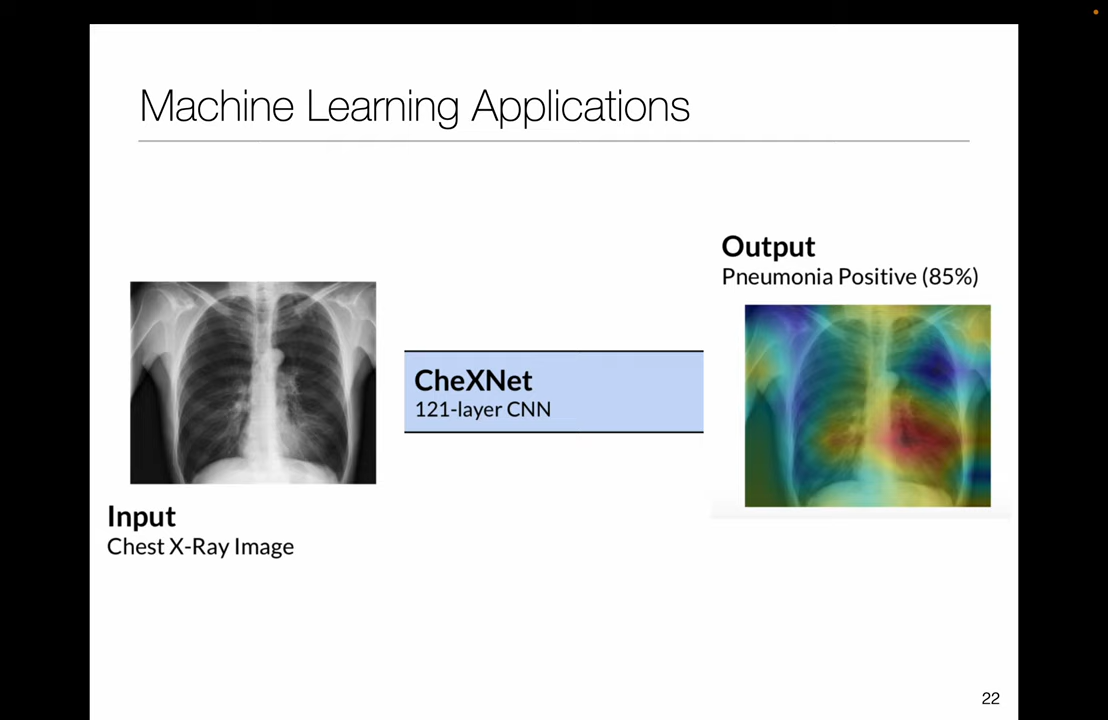 Machine Learning Applications
Output
Pneumonia Positive (85%)
CheXNet
121-layer CNN
Input
Chest X-Ray Image
22